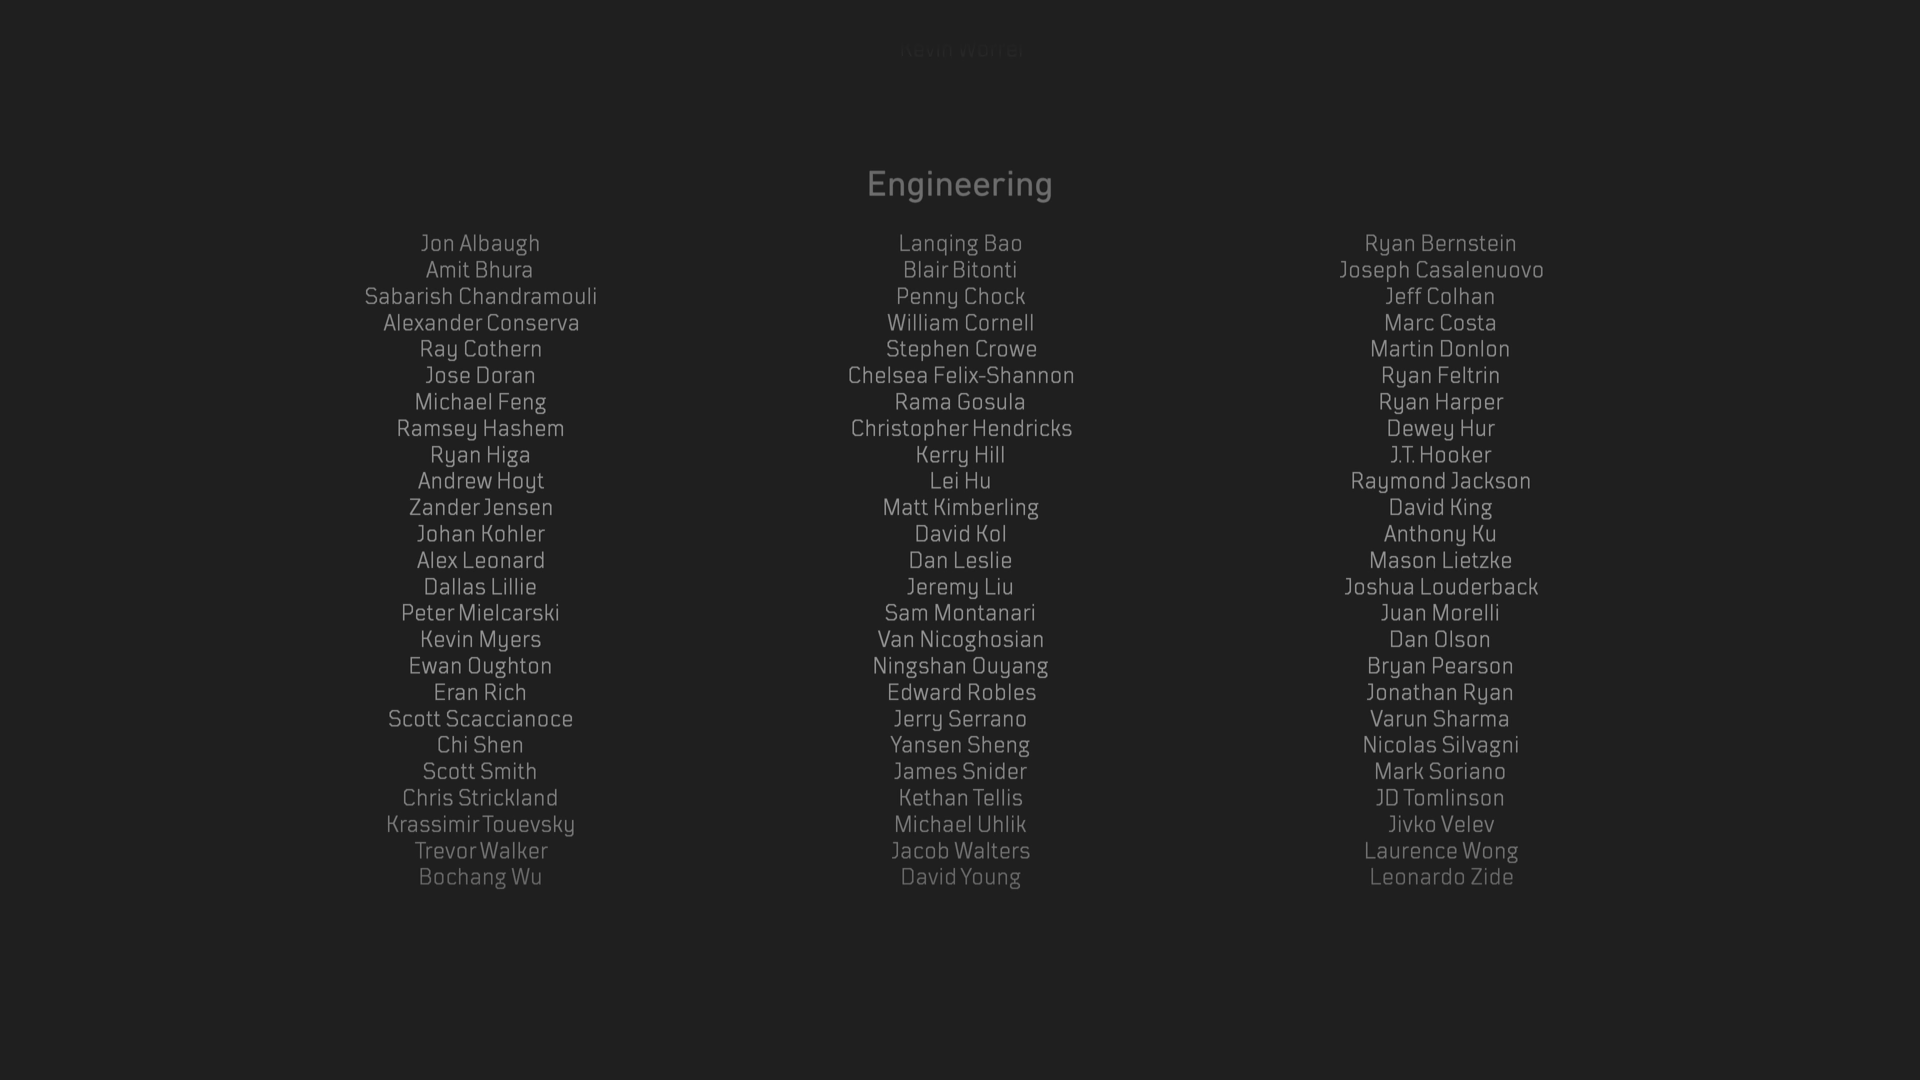 Engineering
Jon Albaugh Lanqing Bao Ryan Bernstein
Amit Bhura Blair Bitonti Joseph Casalenuovo
Sabarish Chandramouli Penny Chock Jeff Colhan
Alexander Conserva William Cornell Marc Costa
Ray Cothern Stephen Crowe Martin Donlon
Jose Doran Chelsea Felix-Shannon Ryan Feltrin
Michael Feng Rama Gosula Ryan Harper
Ramsey Hashem Christopher Hendricks Dewey Hur
Ryan Higa Kerry Hill J.T. Hooker
Andrew Hoyt Lei Hu Raymond Jackson
Zander Jensen Matt Kimberling David King
Johan Kohler David Kol Anthony Ku
Alex Leonard Dan Leslie Mason Lietzke
Dallas Lillie Jeremy Liu Joshua Louderback
Peter Mielcarski Sam Montanari Juan Morelli
Kevin Myers Van Nicoghosian Dan Olson
Ewan Oughton Ningshan Ouyang Bryan Pearson
Eran Rich Edward Robles Jonathan Ryan
Scott Scaccianoce Jerry Serrano Varun Sharma
Chi Shen Yansen Sheng Nicolas Silvagni
Scott Smith James Snider Mark Soriano
Chris Strickland Kethan Tellis JD Tomlinson
Krassimir Touevsky Michael Uhlik Jivko Velev
Trevor Walker Jacob Walters Laurence Wong
Bochang Wu David Young Leonardo Zide